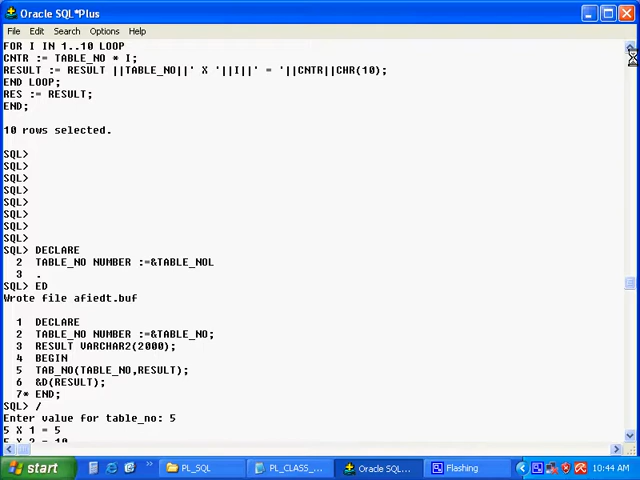 Oracle SQL*Plus
File Edit Search Options Help
FOR I IN 1..10 LOOP
CNTR := TABLE_NO * I;
RESULT := RESULT ||TABLE_NO||' X '||I||' = '||CNTR||CHR(10);
END LOOP;
RES := RESULT;
END;
10 rows selected.
SQL>
SQL>
SQL>
SQL>
SQL>
SQL>
SQL>
SQL>
SQL> DECLARE
2 TABLE_NO NUMBER :=&TABLE_NOL
3 .
SQL> ED
Wrote file afiedt.buf
1 DECLARE
2 TABLE_NO NUMBER :=&TABLE_NO;
3 RESULT VARCHAR2(2000);
4 BEGIN
5 TAB_NO(TABLE_NO,RESULT);
6 &D(RESULT);
7* END;
SQL> /
Enter value for table_no: 5
5 X 1 = 5
5 X 2 = 10
start PL_SQL PL_CLASS_... Oracle SQL... Flashing 10:44 AM